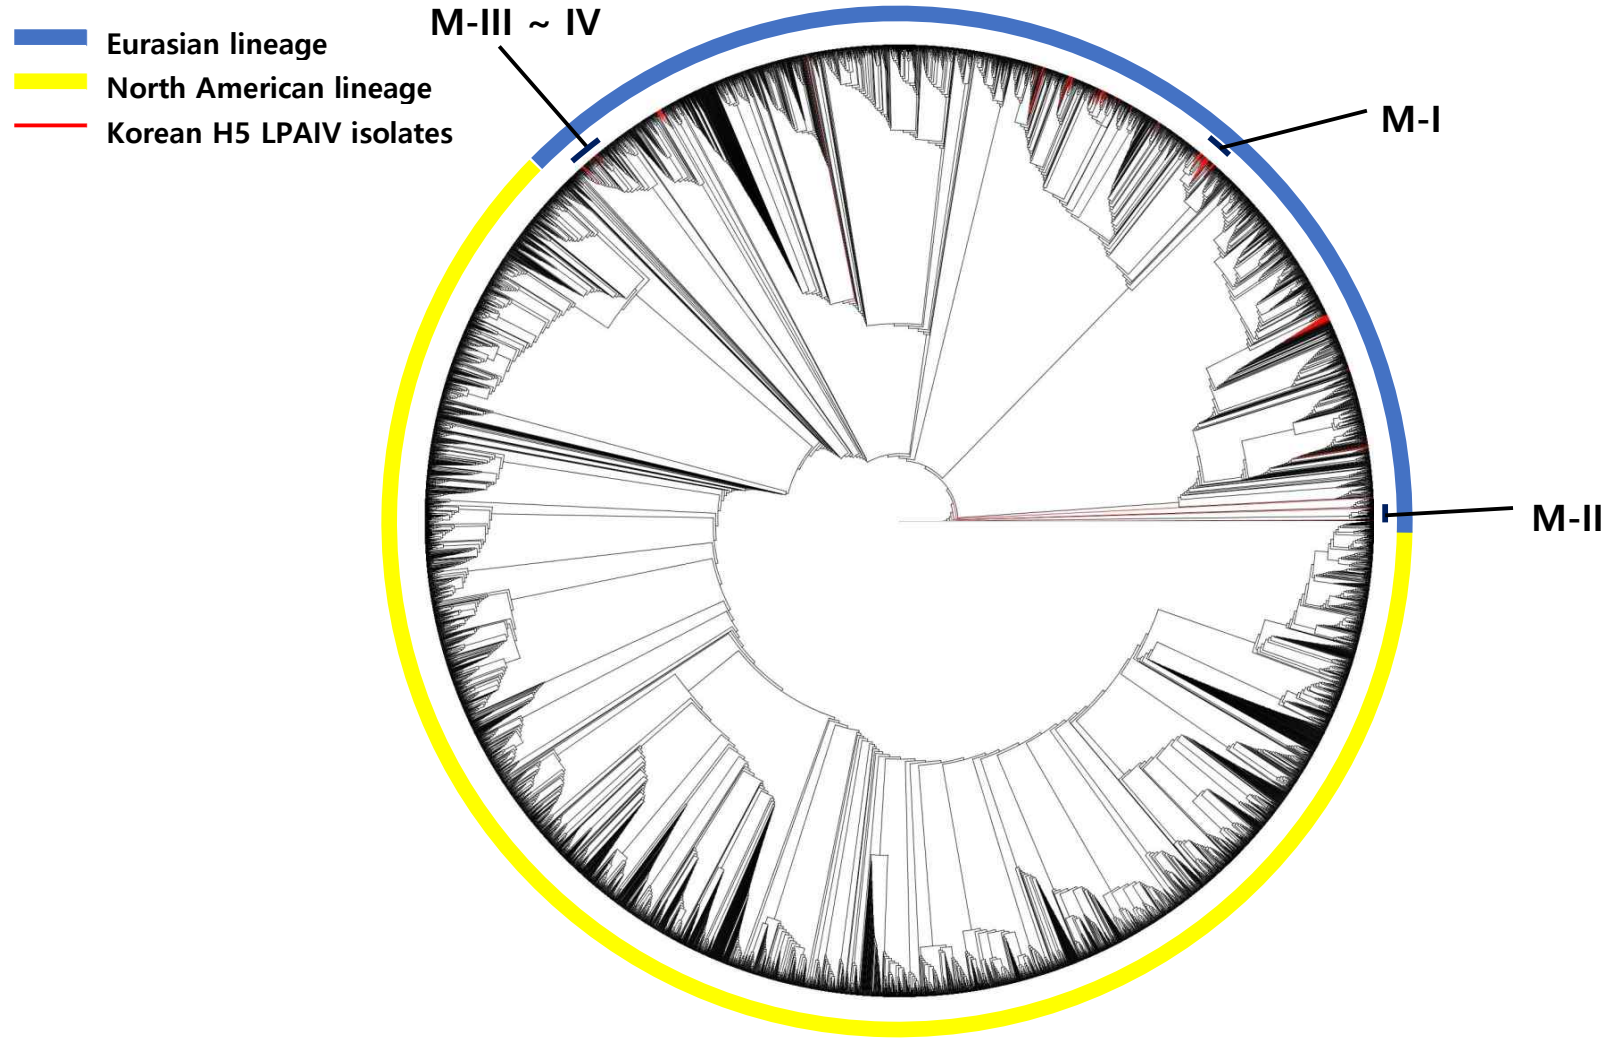 M-III ~ IV
Eurasian lineage
North American lineage
Korean H5 LPAIV isolates
M-I
M-II